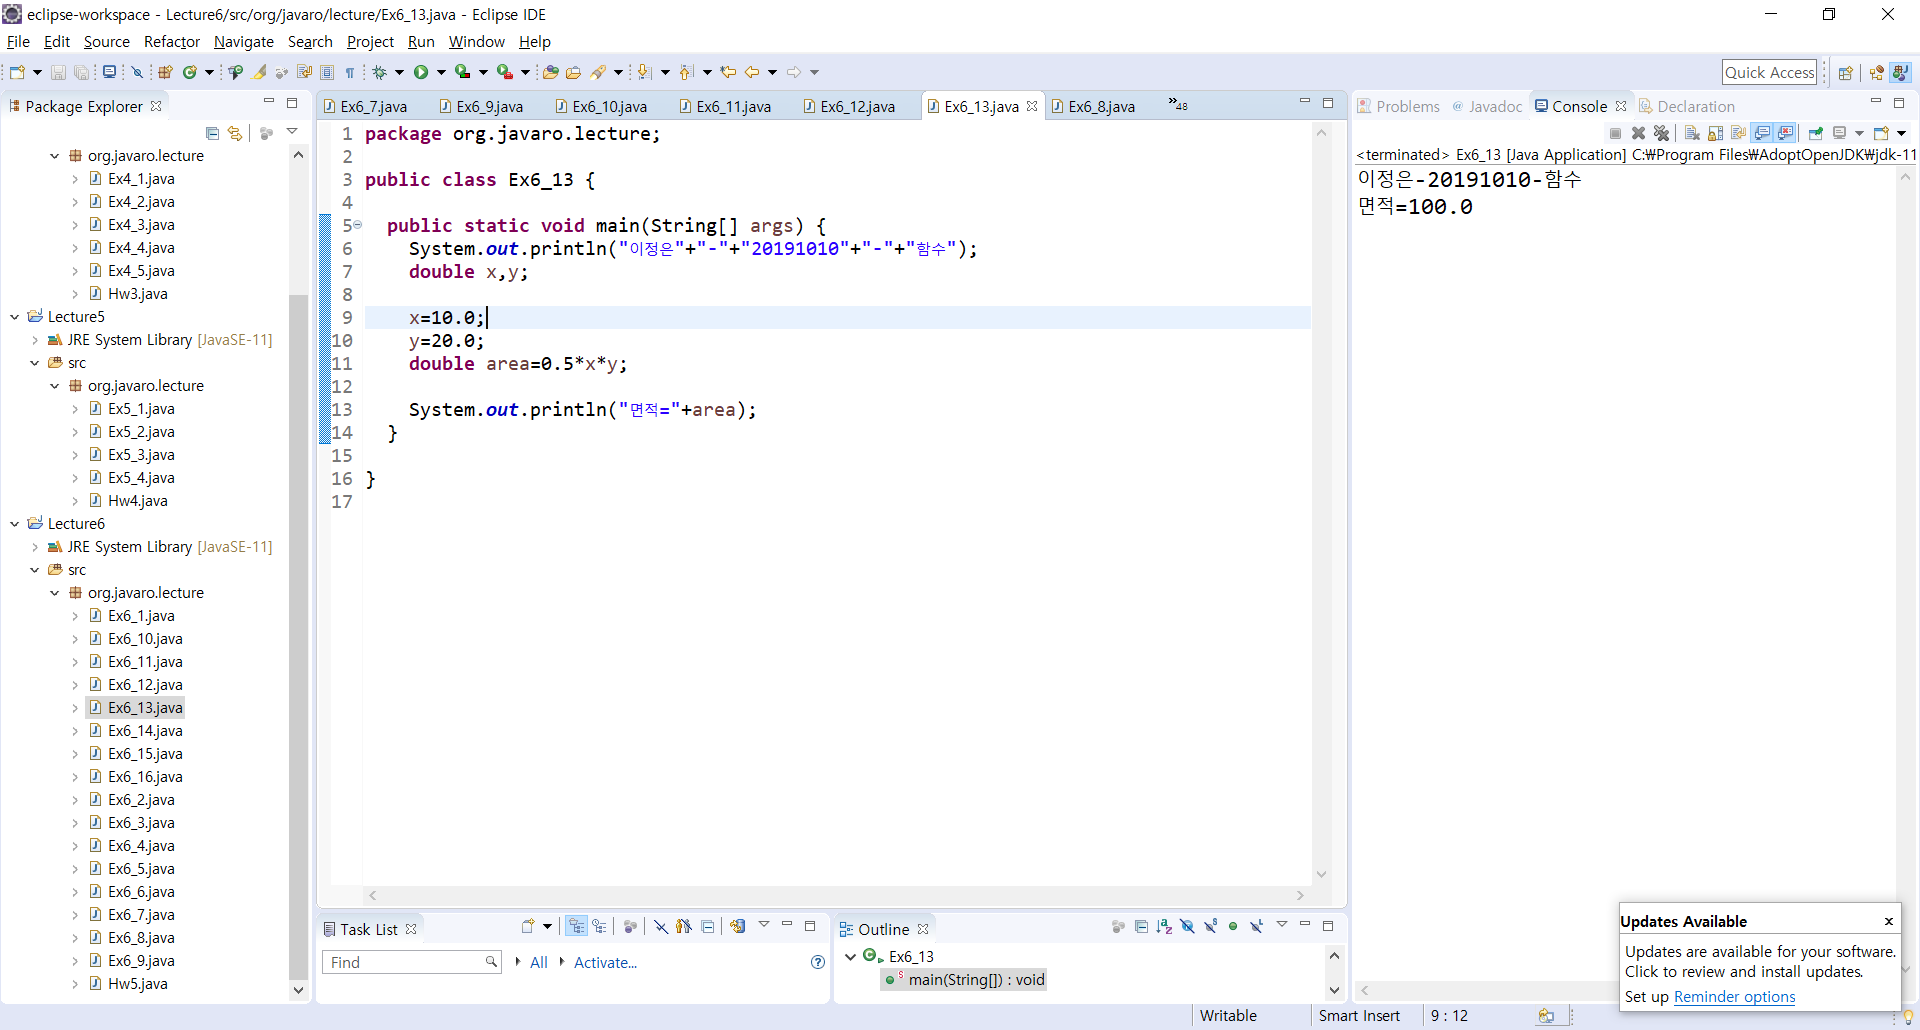 eclipse-workspace - Lecture6/src/org/javaro/lecture/Ex6_13.java - Eclipse IDE
File Edit Source Refactor Navigate Search Project Run Window Help
Quick Access
Package Explorer
org.javaro.lecture
Ex4_1.java
Ex4_2.java
Ex4_3.java
Ex4_4.java
Ex4_5.java
Hw3.java
Lecture5
JRE System Library [JavaSE-11]
src
org.javaro.lecture
Ex5_1.java
Ex5_2.java
Ex5_3.java
Ex5_4.java
Hw4.java
Lecture6
JRE System Library [JavaSE-11]
src
org.javaro.lecture
Ex6_1.java
Ex6_10.java
Ex6_11.java
Ex6_12.java
Ex6_13.java
Ex6_14.java
Ex6_15.java
Ex6_16.java
Ex6_2.java
Ex6_3.java
Ex6_4.java
Ex6_5.java
Ex6_6.java
Ex6_7.java
Ex6_8.java
Ex6_9.java
Hw5.java
Ex6_7.java Ex6_9.java Ex6_10.java Ex6_11.java Ex6_12.java Ex6_13.java Ex6_8.java »48
1 package org.javaro.lecture;
2
3 public class Ex6_13 {
4
5 public static void main(String[] args) {
6 System.out.println("이정은"+"-"+"20191010"+"-"+"함수");
7 double x,y;
8
9 x=10.0;
10 y=20.0;
11 double area=0.5*x*y;
12
13 System.out.println("면적="+area);
14 }
15
16 }
17
Problems @ Javadoc Console Declaration
<terminated> Ex6_13 [Java Application] C:₩Program Files₩AdoptOpenJDK₩jdk-11
이정은-20191010-함수
면적=100.0
Task List
Find
All
Activate...
Outline
Ex6_13
main(String[]) : void
Updates Available
Updates are available for your software.
Click to review and install updates.
Set up Reminder options
Writable
Smart Insert
9 : 12